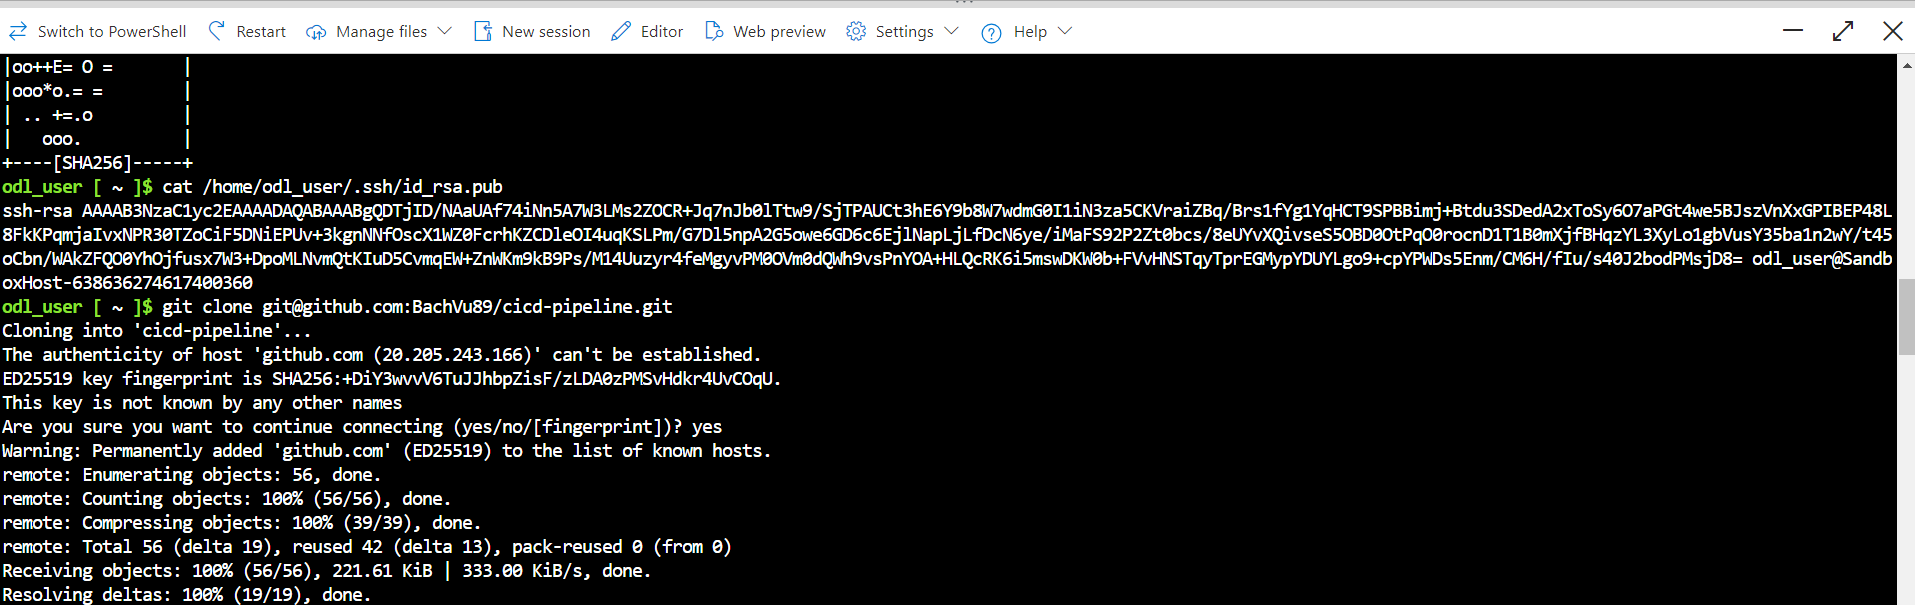 Switch to PowerShell Restart Manage files New session Editor Web preview Settings Help
|oo++E= O =       |
|ooo*o.= =        |
| .. +=.o         |
|   ooo.          |
+----[SHA256]-----+
odl_user [ ~ ]$ cat /home/odl_user/.ssh/id_rsa.pub
ssh-rsa AAAAB3NzaC1yc2EAAAADAQABAAABgQDTjID/NAaUAf74iNn5A7W3LMs2ZOCR+Jq7nJb0lTtw9/SjTPAUCt3hE6Y9b8W7wdmG0I1iN3za5CKVraiZBq/Brs1fYg1YqHCT9SPBBimj+Btdu3SDedA2xToSy6O7aPGt4we5BJszVnXxGPIBEP48L
8FkKPqmjaIvxNPR30TZoCiF5DNiEPUv+3kgnNNfOscX1WZ0FcrhKZCDleOI4uqKSLPm/G7Dl5npA2G5owe6GD6c6EjlNapLjLfDcN6ye/iMaFS92P2Zt0bcs/8eUYvXQivseS5OBD0OtPqO0rocnD1T1B0mXjfBHqzYL3XyLo1gbVusY35ba1n2wY/t45
oCbn/WAkZFQO0YhOjfusx7W3+DpoMLNvmQtKIuD5CvmqEW+ZnWKm9kB9Ps/M14Uuzyr4feMgyvPM0OVm0dQWh9vsPnYOA+HLQcRK6i5mswDKW0b+FVvHNSTqyTprEGMypYDUYLgo9+cpYPWDs5Enm/CM6H/fIu/s40J2bodPMsjD8= odl_user@Sandb
oxHost-638636274617400360
odl_user [ ~ ]$ git clone git@github.com:BachVu89/cicd-pipeline.git
Cloning into 'cicd-pipeline'...
The authenticity of host 'github.com (20.205.243.166)' can't be established.
ED25519 key fingerprint is SHA256:+DiY3wvvV6TuJJhbpZisF/zLDA0zPMSvHdkr4UvCOqU.
This key is not known by any other names
Are you sure you want to continue connecting (yes/no/[fingerprint])? yes
Warning: Permanently added 'github.com' (ED25519) to the list of known hosts.
remote: Enumerating objects: 56, done.
remote: Counting objects: 100% (56/56), done.
remote: Compressing objects: 100% (39/39), done.
remote: Total 56 (delta 19), reused 42 (delta 13), pack-reused 0 (from 0)
Receiving objects: 100% (56/56), 221.61 KiB | 333.00 KiB/s, done.
Resolving deltas: 100% (19/19), done.